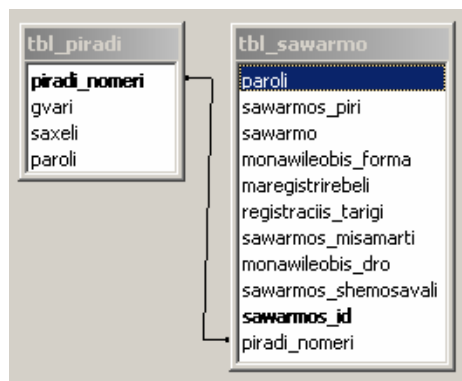 tbl_piradi
piradi_nomeri
gvari
saxeli
paroli
tbl_sawarmo
paroli
sawarmos_piri
sawarmo
monawileobis_forma
maregistrirebeli
registraciis_tarigi
sawarmos_misamarti
monawileobis_dro
sawarmos_shemosavali
sawarmos_id
piradi_nomeri